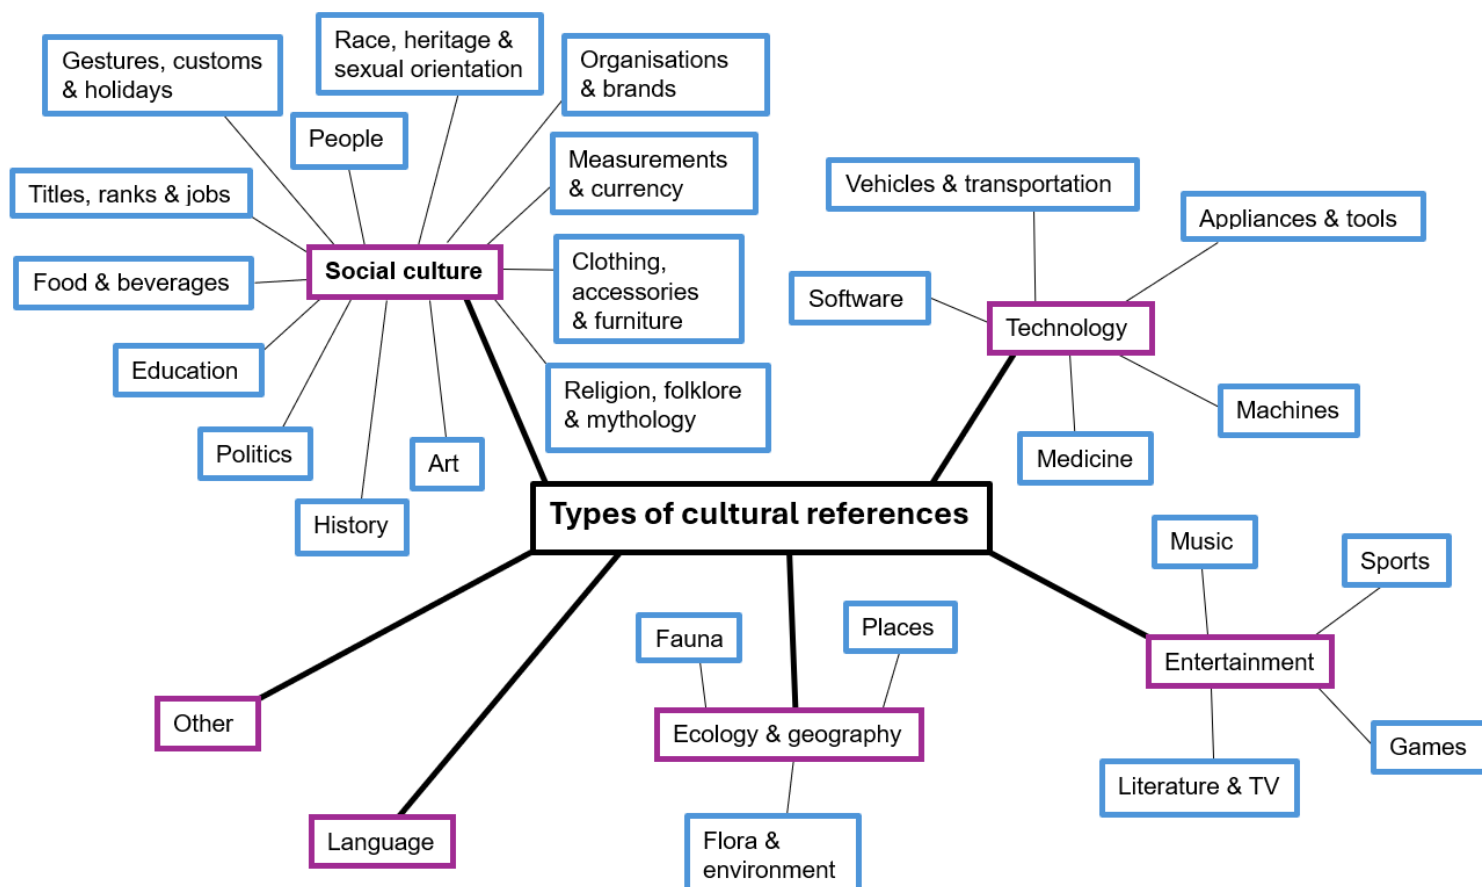 Race, heritage &
sexual orientation
Gestures, customs
& holidays
Organisations
& brands
People
Measurements
& currency
Titles, ranks & jobs
Vehicles & transportation
Appliances & tools
Social culture
Food & beverages
Clothing,
accessories
& furniture
Software
Technology
Education
Religion, folklore
& mythology
Machines
Politics
Art
Medicine
History
Types of cultural references
Music
Sports
Fauna
Places
Entertainment
Other
Ecology & geography
Games
Literature & TV
Language
Flora &
environment